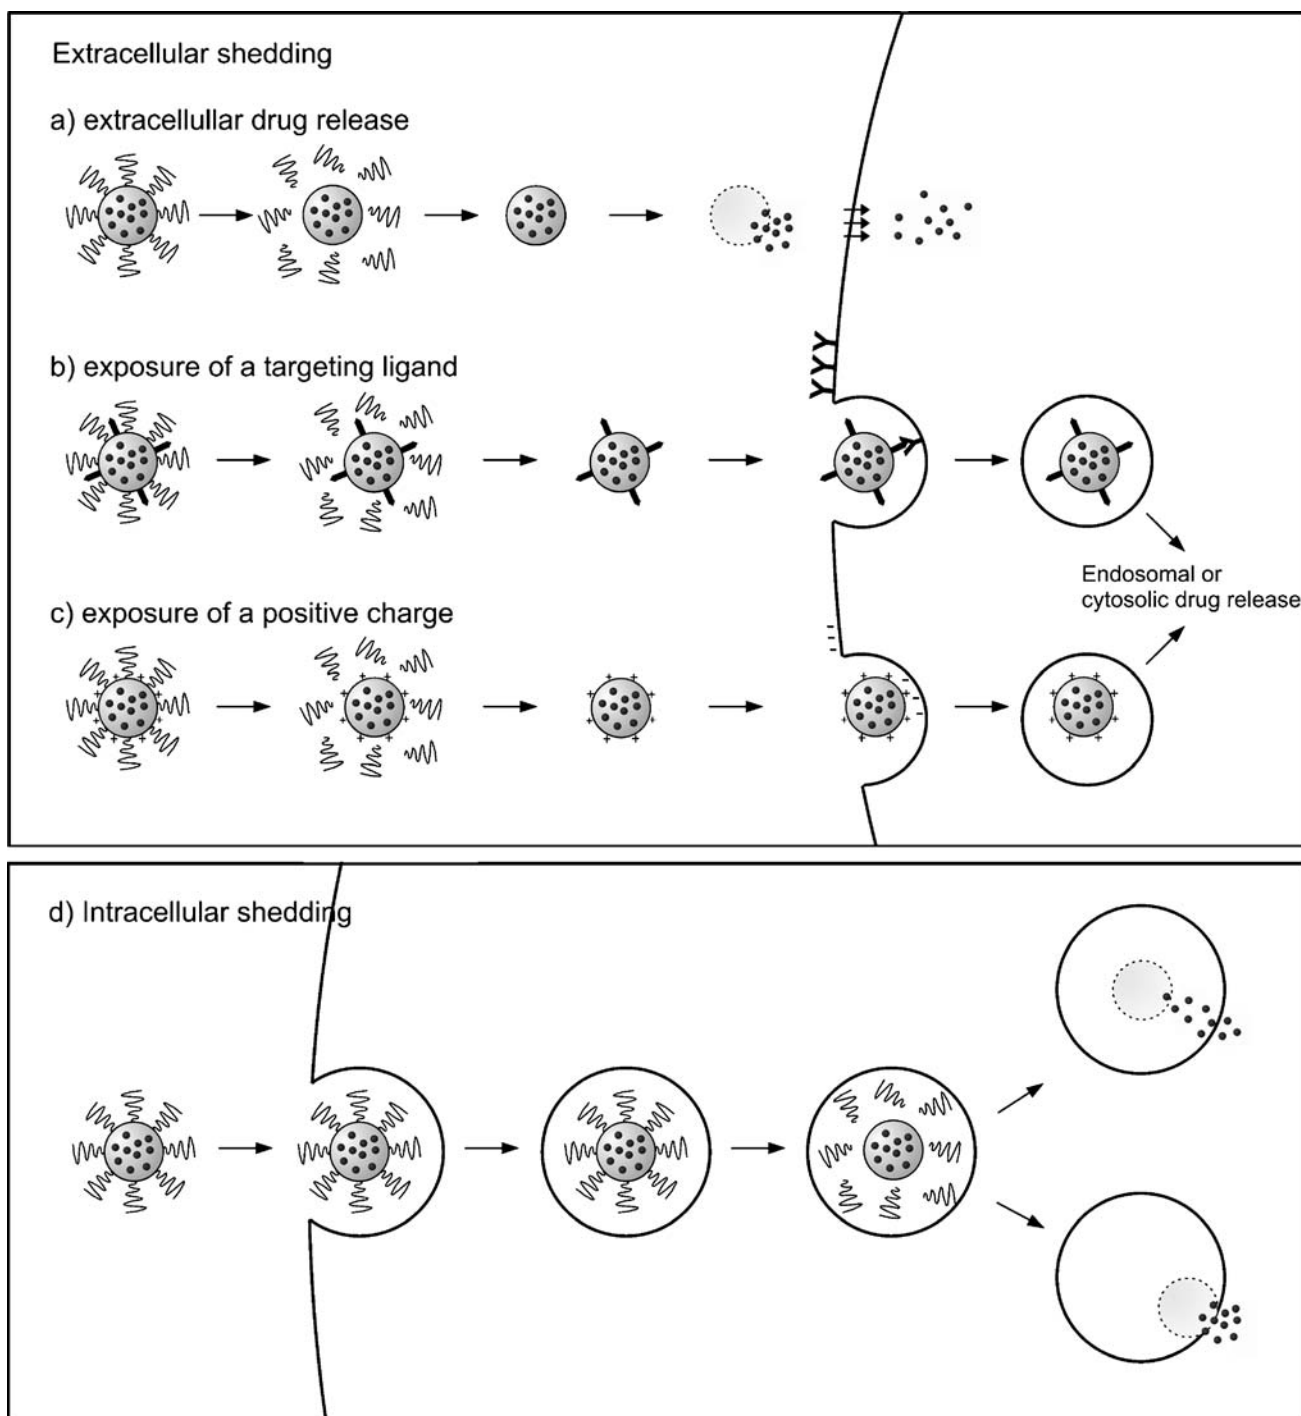 Extracellular shedding
a) extracellullar drug release
b) exposure of a targeting ligand
Endosomal or
cytosolic drug release
c) exposure of a positive charge
d) Intracellular shedding